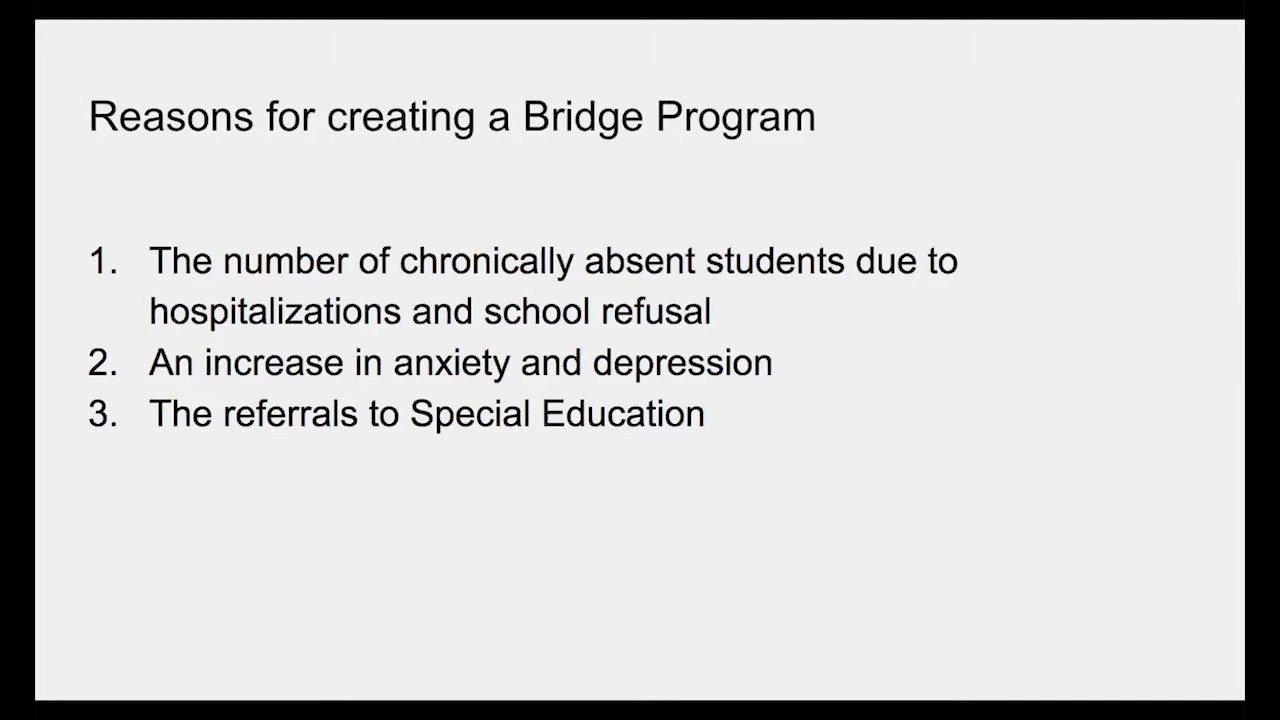 Reasons for creating a Bridge Program
1. The number of chronically absent students due to
hospitalizations and school refusal
2. An increase in anxiety and depression
3. The referrals to Special Education